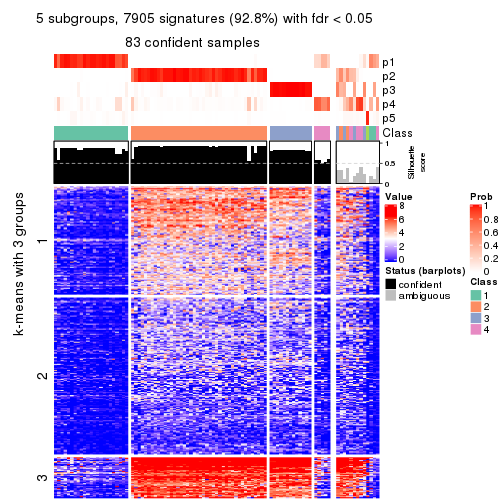 5 subgroups, 7905 signatures (92.8%) with fdr < 0.05
83 confident samples
p1
p2
p3
p4
p5
Class
1
0.5
0
Silhouette
score
k-means with 3 groups
1
2
3
Value
8
6
4
2
0
Prob
1
0.8
0.6
0.4
0.2
0
Status (barplots)
confident
ambiguous
Class
1
2
3
4